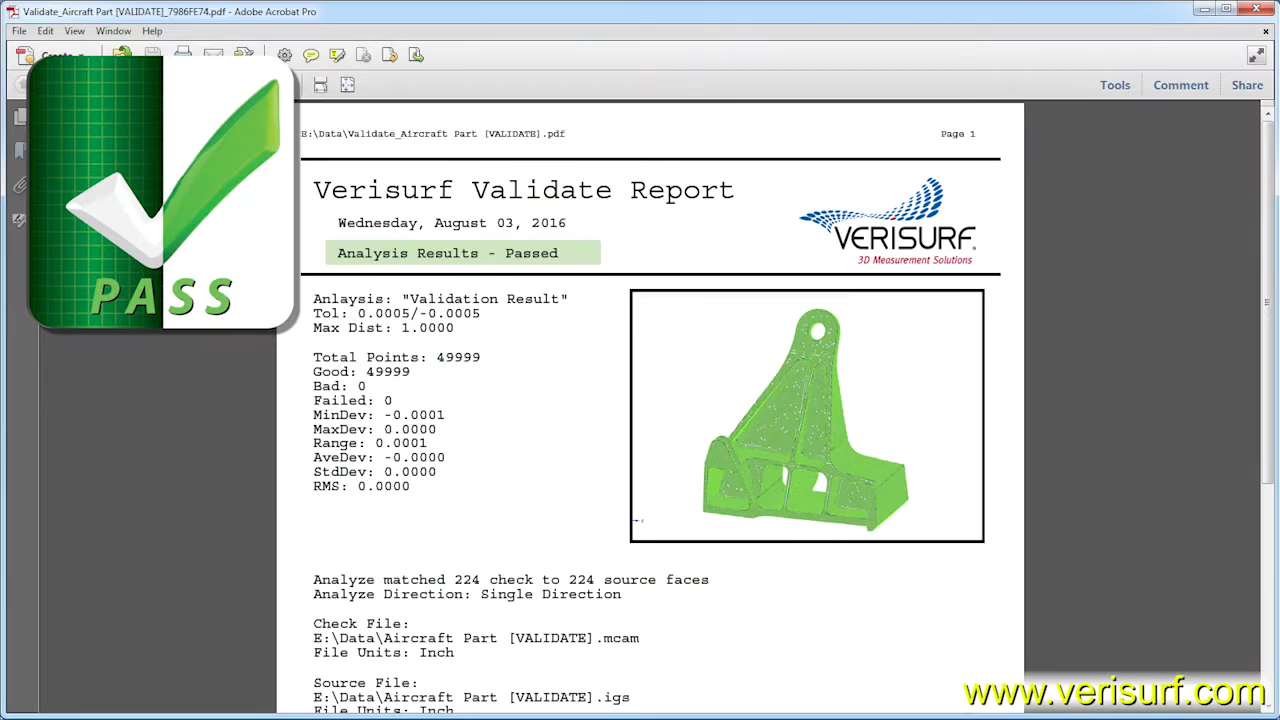 Validate_Aircraft Part [VALIDATE]_7986FE74.pdf - Adobe Acrobat Pro
File Edit View Window Help
Create
Tools Comment Share
PASS
E:\Data\Validate_Aircraft Part [VALIDATE].pdf Page 1
Verisurf Validate Report
Wednesday, August 03, 2016
Analysis Results - Passed
VERISURF®
3D Measurement Solutions
Anlaysis: "Validation Result"
Tol: 0.0005/-0.0005
Max Dist: 1.0000
Total Points: 49999
Good: 49999
Bad: 0
Failed: 0
MinDev: -0.0001
MaxDev: 0.0000
Range: 0.0001
AveDev: -0.0000
StdDev: 0.0000
RMS: 0.0000
Analyze matched 224 check to 224 source faces
Analyze Direction: Single Direction
Check File:
E:\Data\Aircraft Part [VALIDATE].mcam
File Units: Inch
Source File:
E:\Data\Aircraft Part [VALIDATE].igs
File Units: Inch
www.verisurf.com